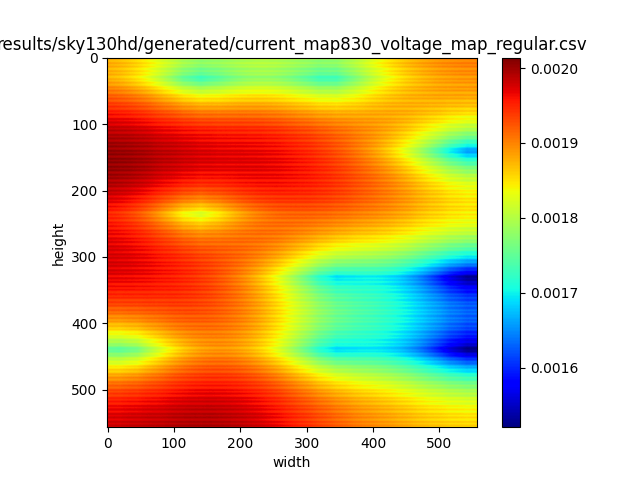 results/sky130hd/generated/current_map830_voltage_map_regular.csv
0
100
200
300
400
500
height
0 100 200 300 400 500
width
0.0020
0.0019
0.0018
0.0017
0.0016